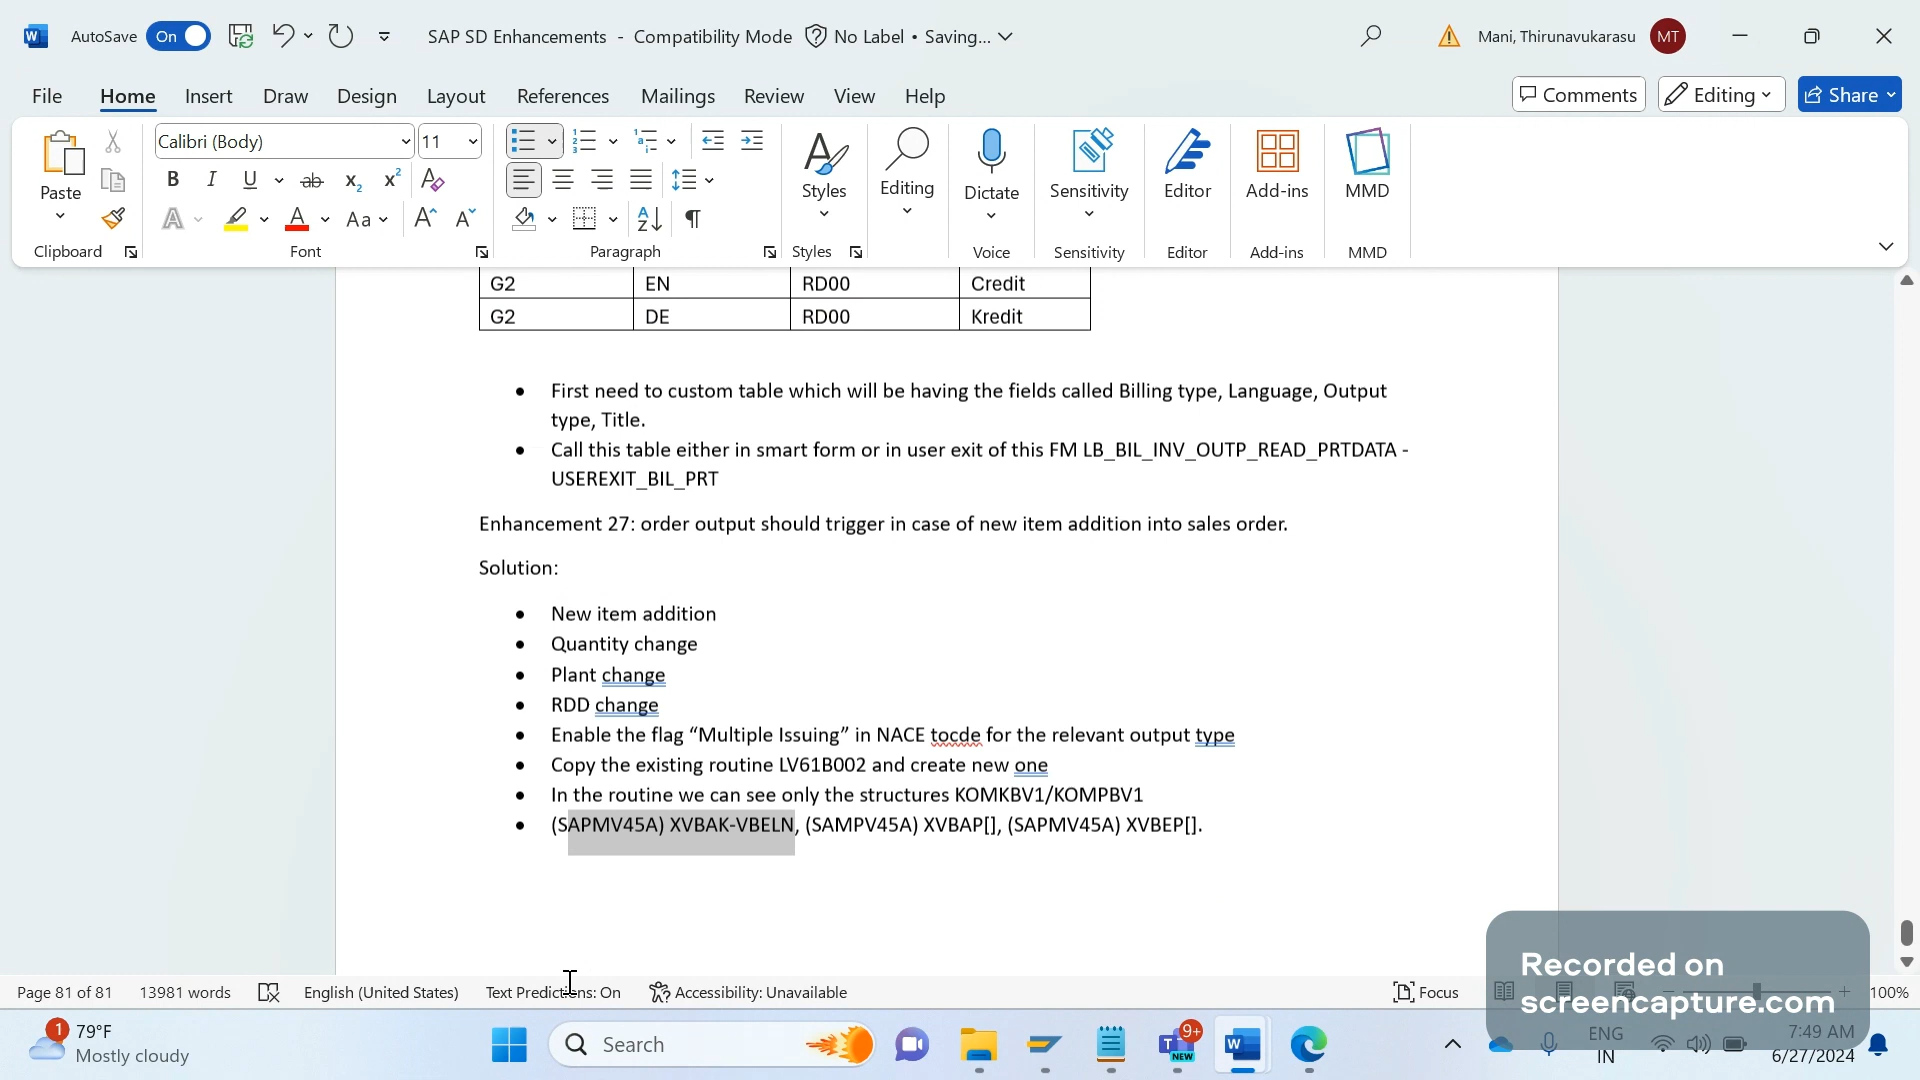 AutoSave On SAP SD Enhancements - Compatibility Mode No Label • Saving... Mani, Thirunavukarasu MT
File Home Insert Draw Design Layout References Mailings Review View Help Comments Editing Share
Calibri (Body) 11
Paste Styles Editing Dictate Sensitivity Editor Add-ins MMD
Clipboard Font Paragraph Styles Voice Sensitivity Editor Add-ins MMD
G2 EN RD00 Credit
G2 DE RD00 Kredit
• First need to custom table which will be having the fields called Billing type, Language, Output
type, Title.
• Call this table either in smart form or in user exit of this FM LB_BIL_INV_OUTP_READ_PRTDATA -
USEREXIT_BIL_PRT
Enhancement 27: order output should trigger in case of new item addition into sales order.
Solution:
• New item addition
• Quantity change
• Plant change
• RDD change
• Enable the flag “Multiple Issuing” in NACE tocde for the relevant output type
• Copy the existing routine LV61B002 and create new one
• In the routine we can see only the structures KOMKBV1/KOMPBV1
• (SAPMV45A) XVBAK-VBELN, (SAMPV45A) XVBAP[], (SAPMV45A) XVBEP[].
Page 81 of 81 13981 words English (United States) Text Predictions: On Accessibility: Unavailable Focus 100%
Recorded on
screencapture.com
1 79°F
Mostly cloudy
Search
9+
NEW
ENG
IN
7:49 AM
6/27/2024